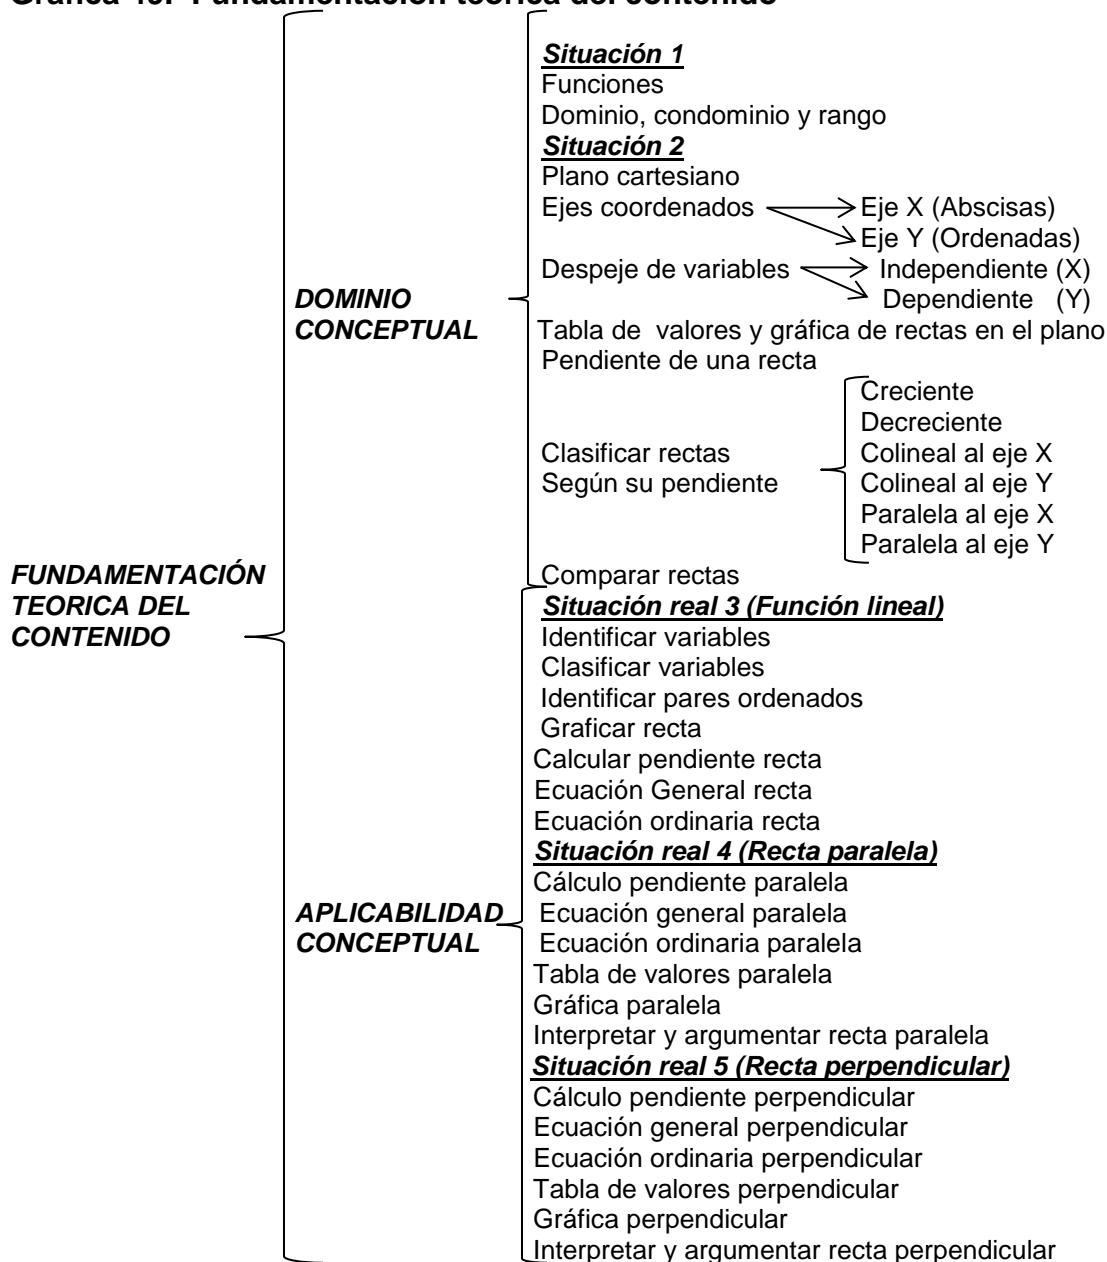 FUNDAMENTACIÓN
TEORICA DEL
CONTENIDO
DOMINIO
CONCEPTUAL
Situación 1
Funciones
Dominio, condominio y rango
Situación 2
Plano cartesiano
Ejes coordenados
Eje X (Abscisas)
Eje Y (Ordenadas)
Despeje de variables
Independiente (X)
Dependiente (Y)
Tabla de valores y gráfica de rectas en el plano
Pendiente de una recta
Clasificar rectas
Según su pendiente
Creciente
Decreciente
Colineal al eje X
Colineal al eje Y
Paralela al eje X
Paralela al eje Y
Comparar rectas
APLICABILIDAD
CONCEPTUAL
Situación real 3 (Función lineal)
Identificar variables
Clasificar variables
Identificar pares ordenados
Graficar recta
Calcular pendiente recta
Ecuación General recta
Ecuación ordinaria recta
Situación real 4 (Recta paralela)
Cálculo pendiente paralela
Ecuación general paralela
Ecuación ordinaria paralela
Tabla de valores paralela
Gráfica paralela
Interpretar y argumentar recta paralela
Situación real 5 (Recta perpendicular)
Cálculo pendiente perpendicular
Ecuación general perpendicular
Ecuación ordinaria perpendicular
Tabla de valores perpendicular
Gráfica perpendicular
Interpretar y argumentar recta perpendicular